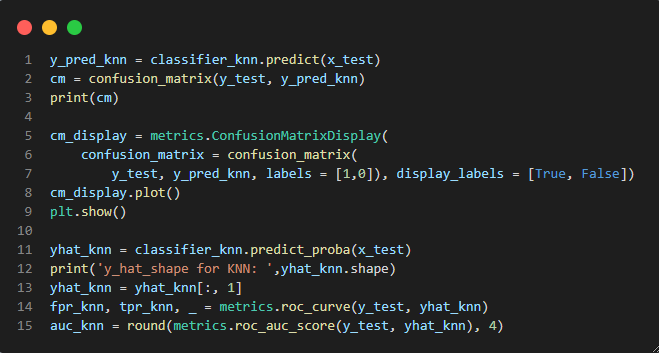 1 y_pred_knn = classifier_knn.predict(x_test)
2 cm = confusion_matrix(y_test, y_pred_knn)
3 print(cm)
4
5 cm_display = metrics.ConfusionMatrixDisplay(
6     confusion_matrix = confusion_matrix(
7         y_test, y_pred_knn, labels = [1,0]), display_labels = [True, False])
8 cm_display.plot()
9 plt.show()
10
11 yhat_knn = classifier_knn.predict_proba(x_test)
12 print('y_hat_shape for KNN: ',yhat_knn.shape)
13 yhat_knn = yhat_knn[:, 1]
14 fpr_knn, tpr_knn, _ = metrics.roc_curve(y_test, yhat_knn)
15 auc_knn = round(metrics.roc_auc_score(y_test, yhat_knn), 4)